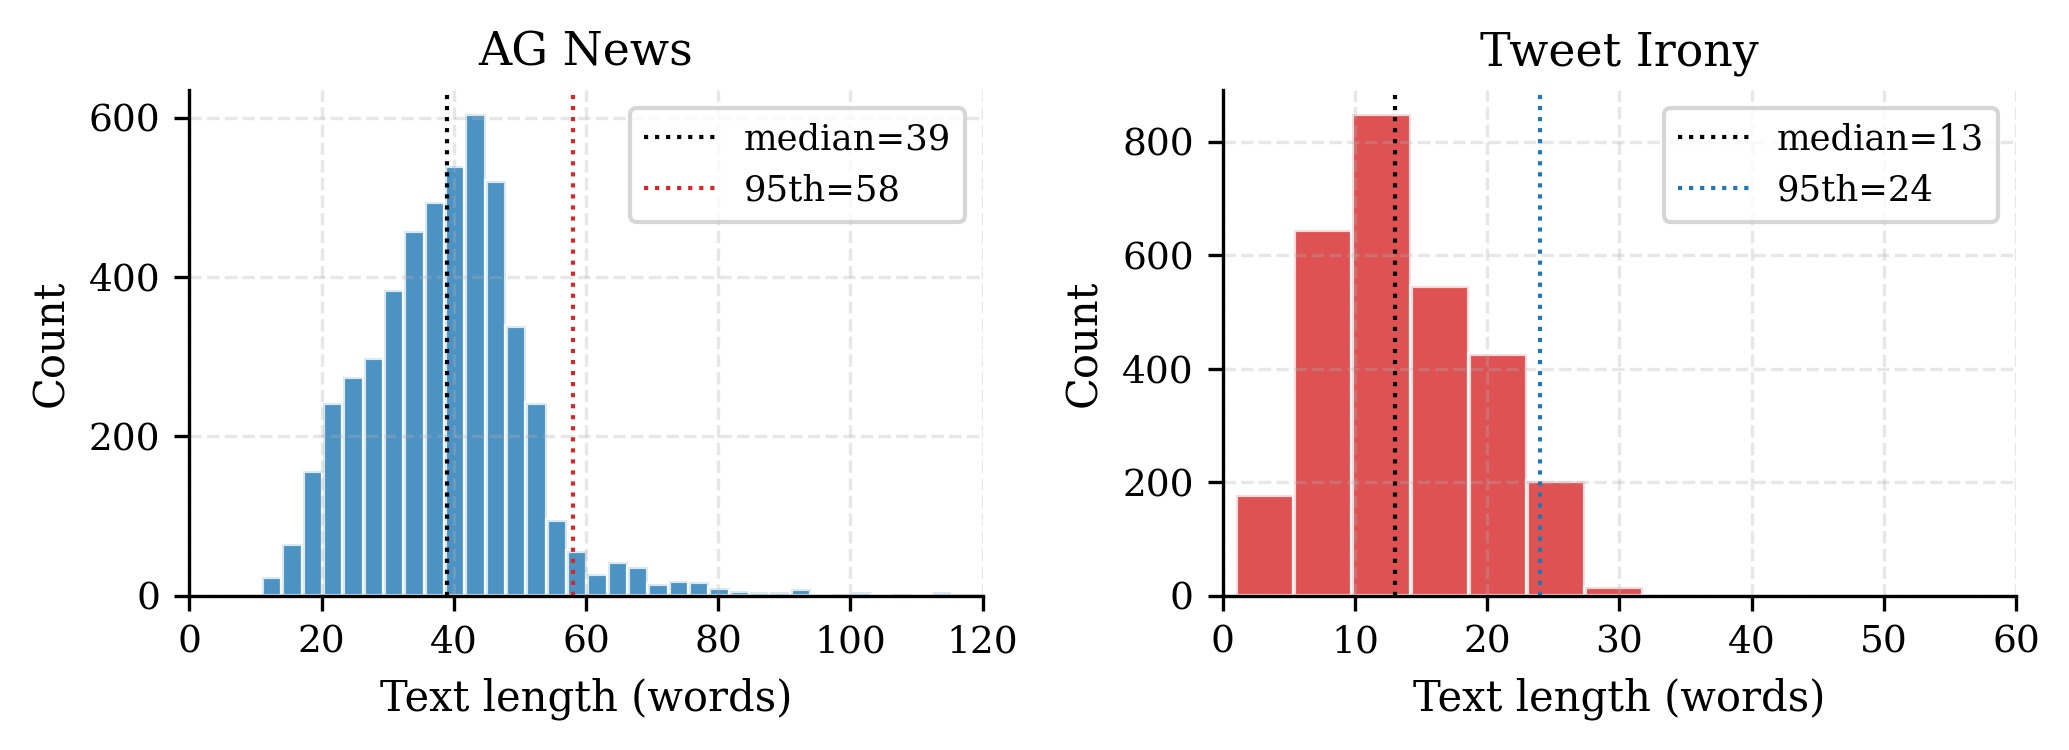 AG News
Count
600
400
200
0
0 20 40 60 80 100 120
Text length (words)
median=39
95th=58
Tweet Irony
Count
800
600
400
200
0
0 10 20 30 40 50 60
Text length (words)
median=13
95th=24